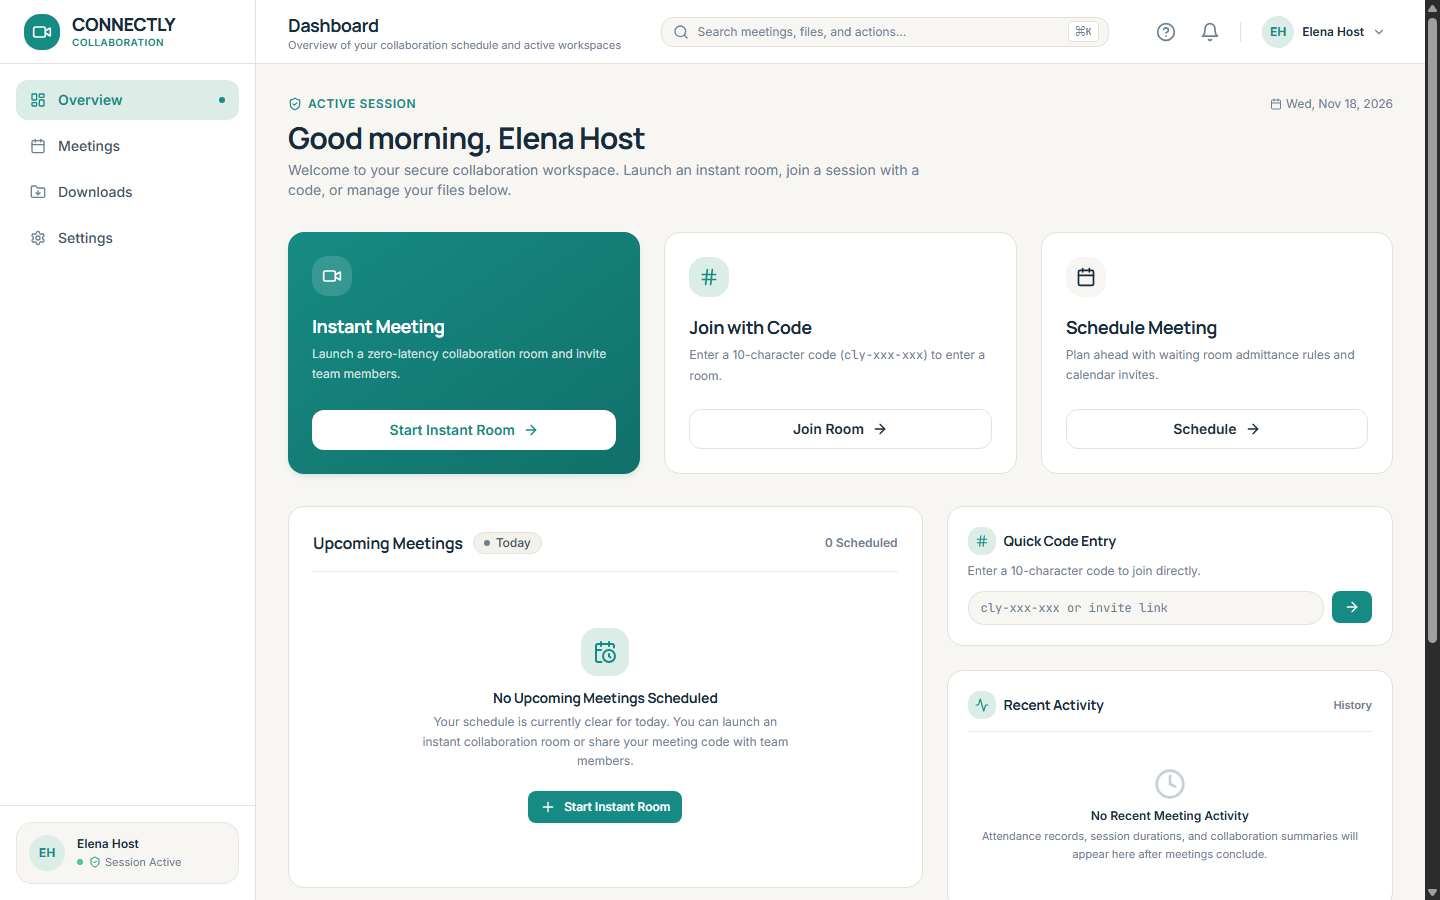 CONNECTLY
COLLABORATION
Dashboard
Overview of your collaboration schedule and active workspaces
Search meetings, files, and actions...
⌘K
EH
Elena Host
Overview
Meetings
Downloads
Settings
ACTIVE SESSION
Wed, Nov 18, 2026
Good morning, Elena Host
Welcome to your secure collaboration workspace. Launch an instant room, join a session with a
code, or manage your files below.
Instant Meeting
Launch a zero-latency collaboration room and invite
team members.
Start Instant Room
Join with Code
Enter a 10-character code (cly-xxx-xxx) to enter a
room.
Join Room
Schedule Meeting
Plan ahead with waiting room admittance rules and
calendar invites.
Schedule
Upcoming Meetings
Today
0 Scheduled
No Upcoming Meetings Scheduled
Your schedule is currently clear for today. You can launch an
instant collaboration room or share your meeting code with team
members.
Start Instant Room
Quick Code Entry
Enter a 10-character code to join directly.
cly-xxx-xxx or invite link
Recent Activity
History
No Recent Meeting Activity
Attendance records, session durations, and collaboration summaries will
appear here after meetings conclude.
EH
Elena Host
Session Active